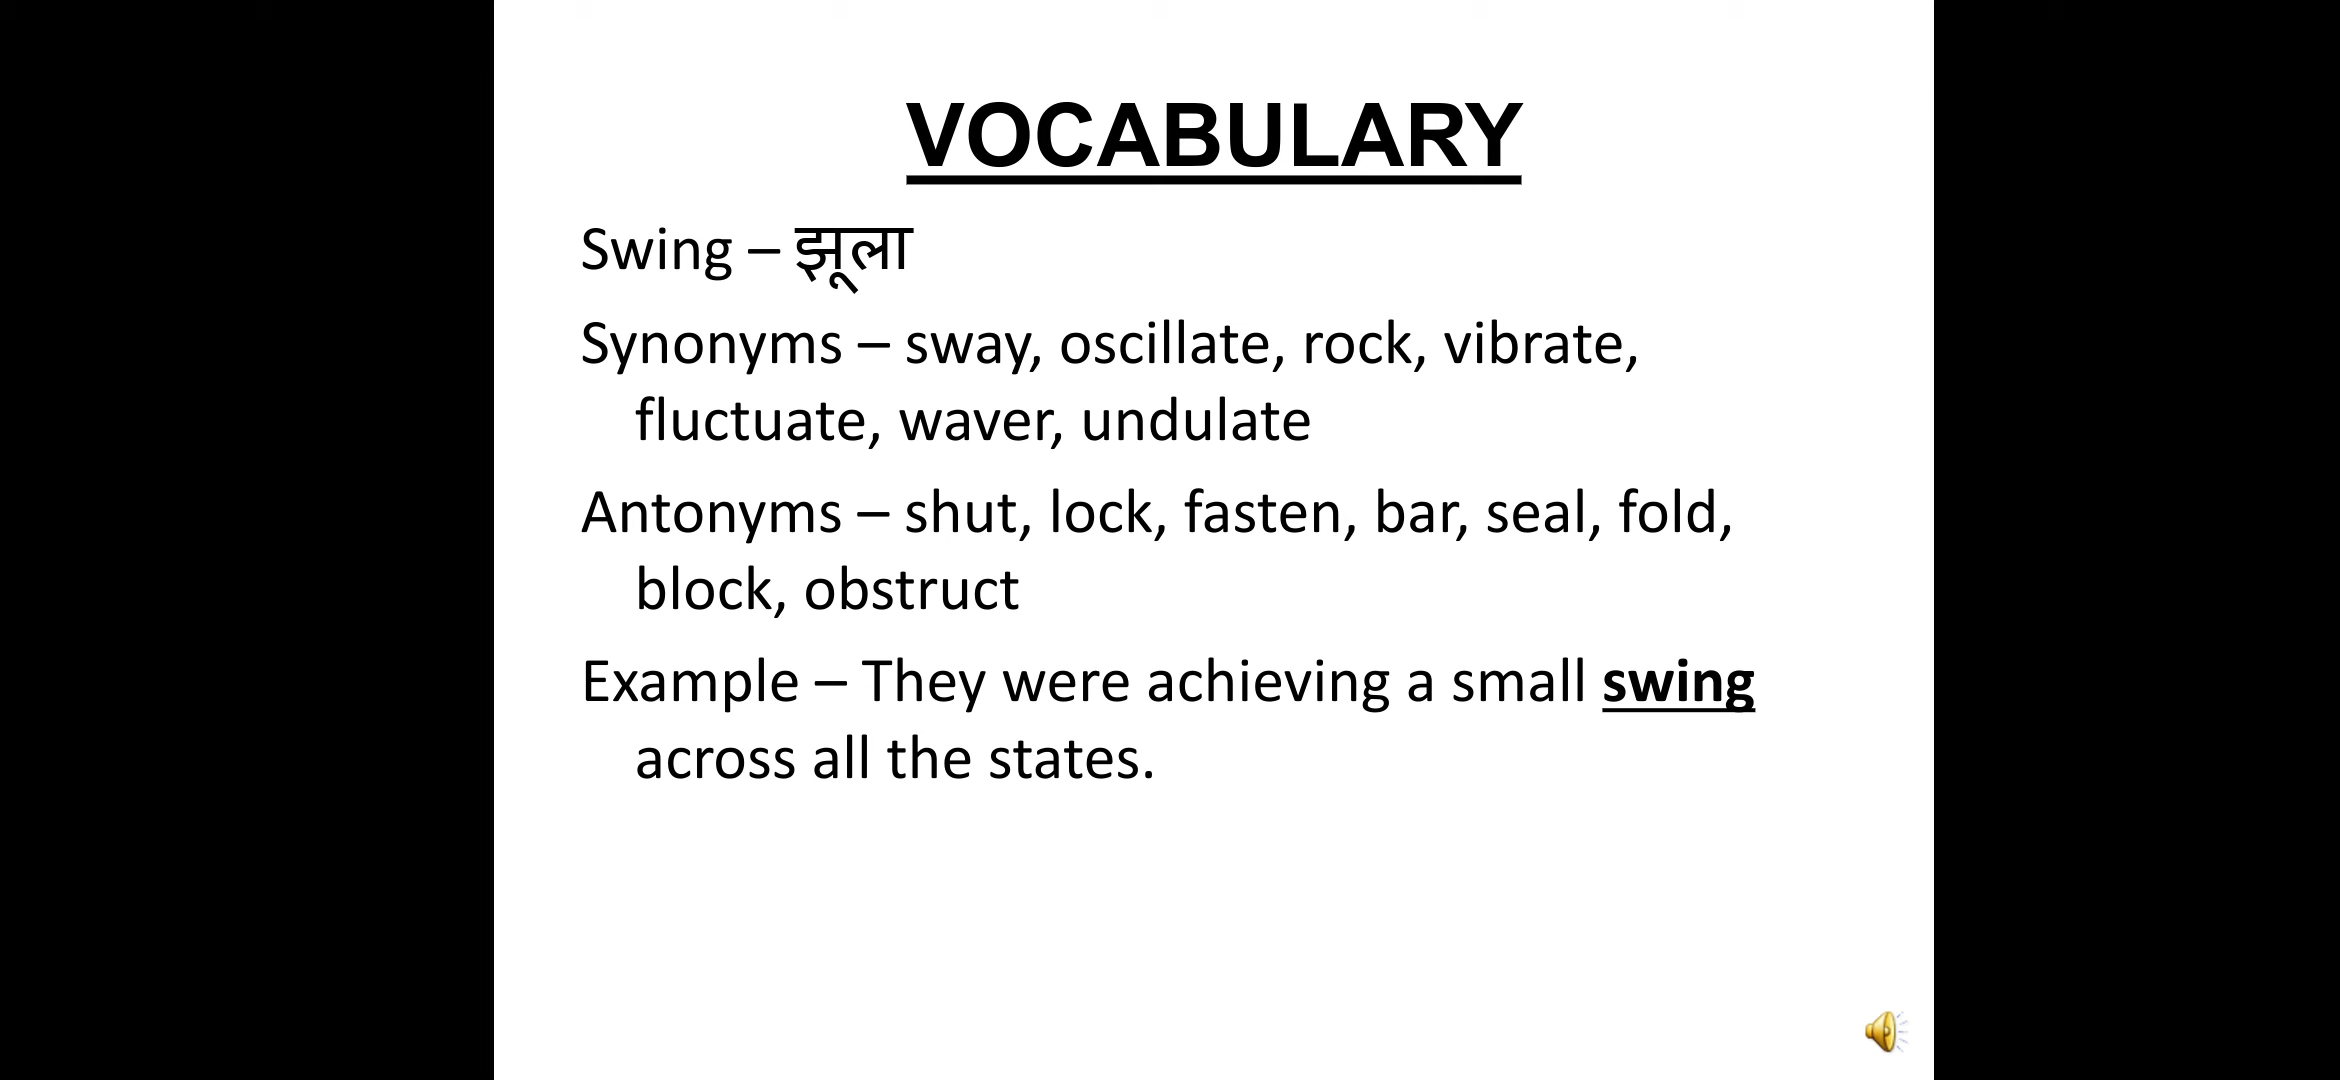 VOCABULARY
Swing – झूला
Synonyms – sway, oscillate, rock, vibrate,
fluctuate, waver, undulate
Antonyms – shut, lock, fasten, bar, seal, fold,
block, obstruct
Example – They were achieving a small swing
across all the states.